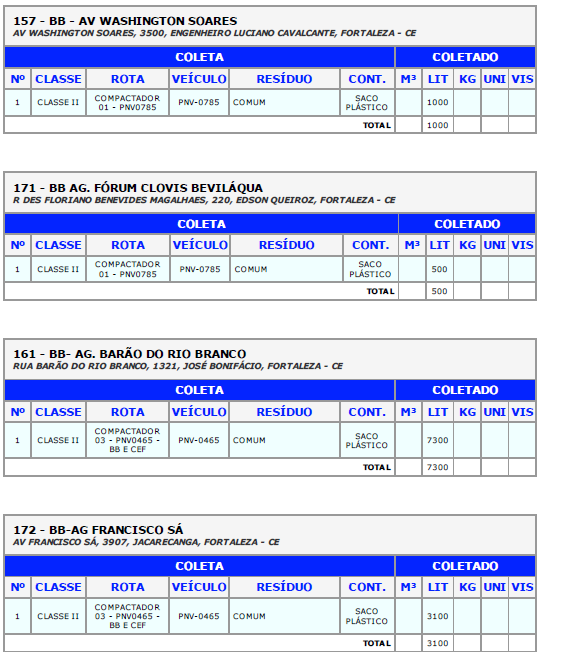 157 - BB - AV WASHINGTON SOARES
AV WASHINGTON SOARES, 3500, ENGENHEIRO LUCIANO CAVALCANTE, FORTALEZA - CE
COLETA COLETADO
Nº CLASSE ROTA VEÍCULO RESÍDUO CONT. M³ LIT KG UNI VIS
1 CLASSE II COMPACTADOR 01 - PNV0785 PNV-0785 COMUM SACO PLÁSTICO 1000
TOTAL 1000
171 - BB AG. FÓRUM CLOVIS BEVILÁQUA
R DES FLORIANO BENEVIDES MAGALHAES, 220, EDSON QUEIROZ, FORTALEZA - CE
COLETA COLETADO
Nº CLASSE ROTA VEÍCULO RESÍDUO CONT. M³ LIT KG UNI VIS
1 CLASSE II COMPACTADOR 01 - PNV0785 PNV-0785 COMUM SACO PLÁSTICO 500
TOTAL 500
161 - BB- AG. BARÃO DO RIO BRANCO
RUA BARÃO DO RIO BRANCO, 1321, JOSÉ BONIFÁCIO, FORTALEZA - CE
COLETA COLETADO
Nº CLASSE ROTA VEÍCULO RESÍDUO CONT. M³ LIT KG UNI VIS
1 CLASSE II COMPACTADOR 03 - PNV0465 - BB E CEF PNV-0465 COMUM SACO PLÁSTICO 7300
TOTAL 7300
172 - BB-AG FRANCISCO SÁ
AV FRANCISCO SÁ, 3907, JACARECANGA, FORTALEZA - CE
COLETA COLETADO
Nº CLASSE ROTA VEÍCULO RESÍDUO CONT. M³ LIT KG UNI VIS
1 CLASSE II COMPACTADOR 03 - PNV0465 - BB E CEF PNV-0465 COMUM SACO PLÁSTICO 3100
TOTAL 3100